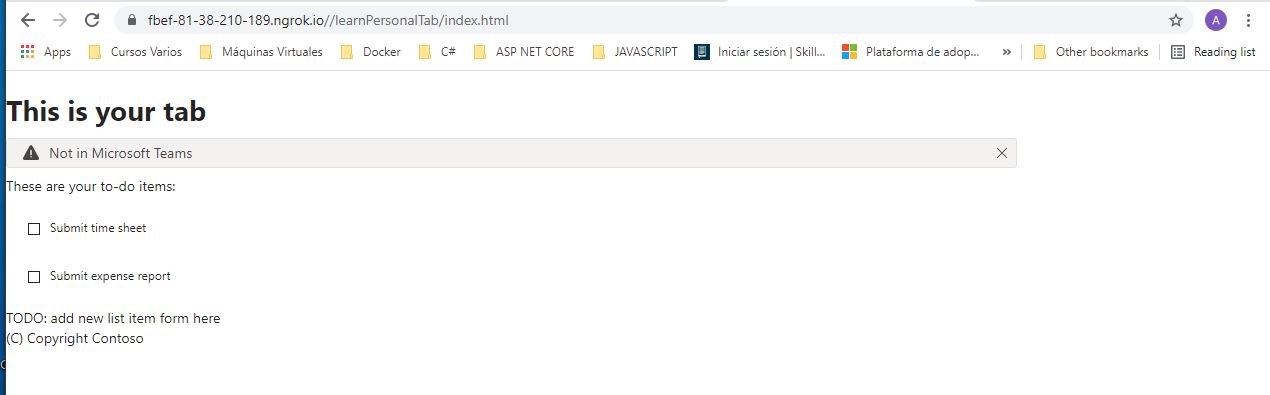 fbef-81-38-210-189.ngrok.io//learnPersonalTab/index.html
A
Apps Cursos Varios Máquinas Virtuales Docker C# ASP NET CORE JAVASCRIPT Iniciar sesión | Skill... Plataforma de adop... » Other bookmarks Reading list
This is your tab
Not in Microsoft Teams
These are your to-do items:
Submit time sheet
Submit expense report
TODO: add new list item form here
(C) Copyright Contoso